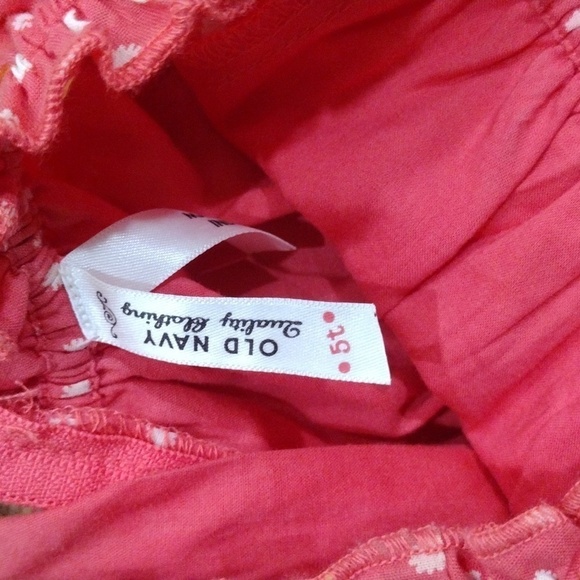 OLD NAVY
Quality Clothing
• 5t •